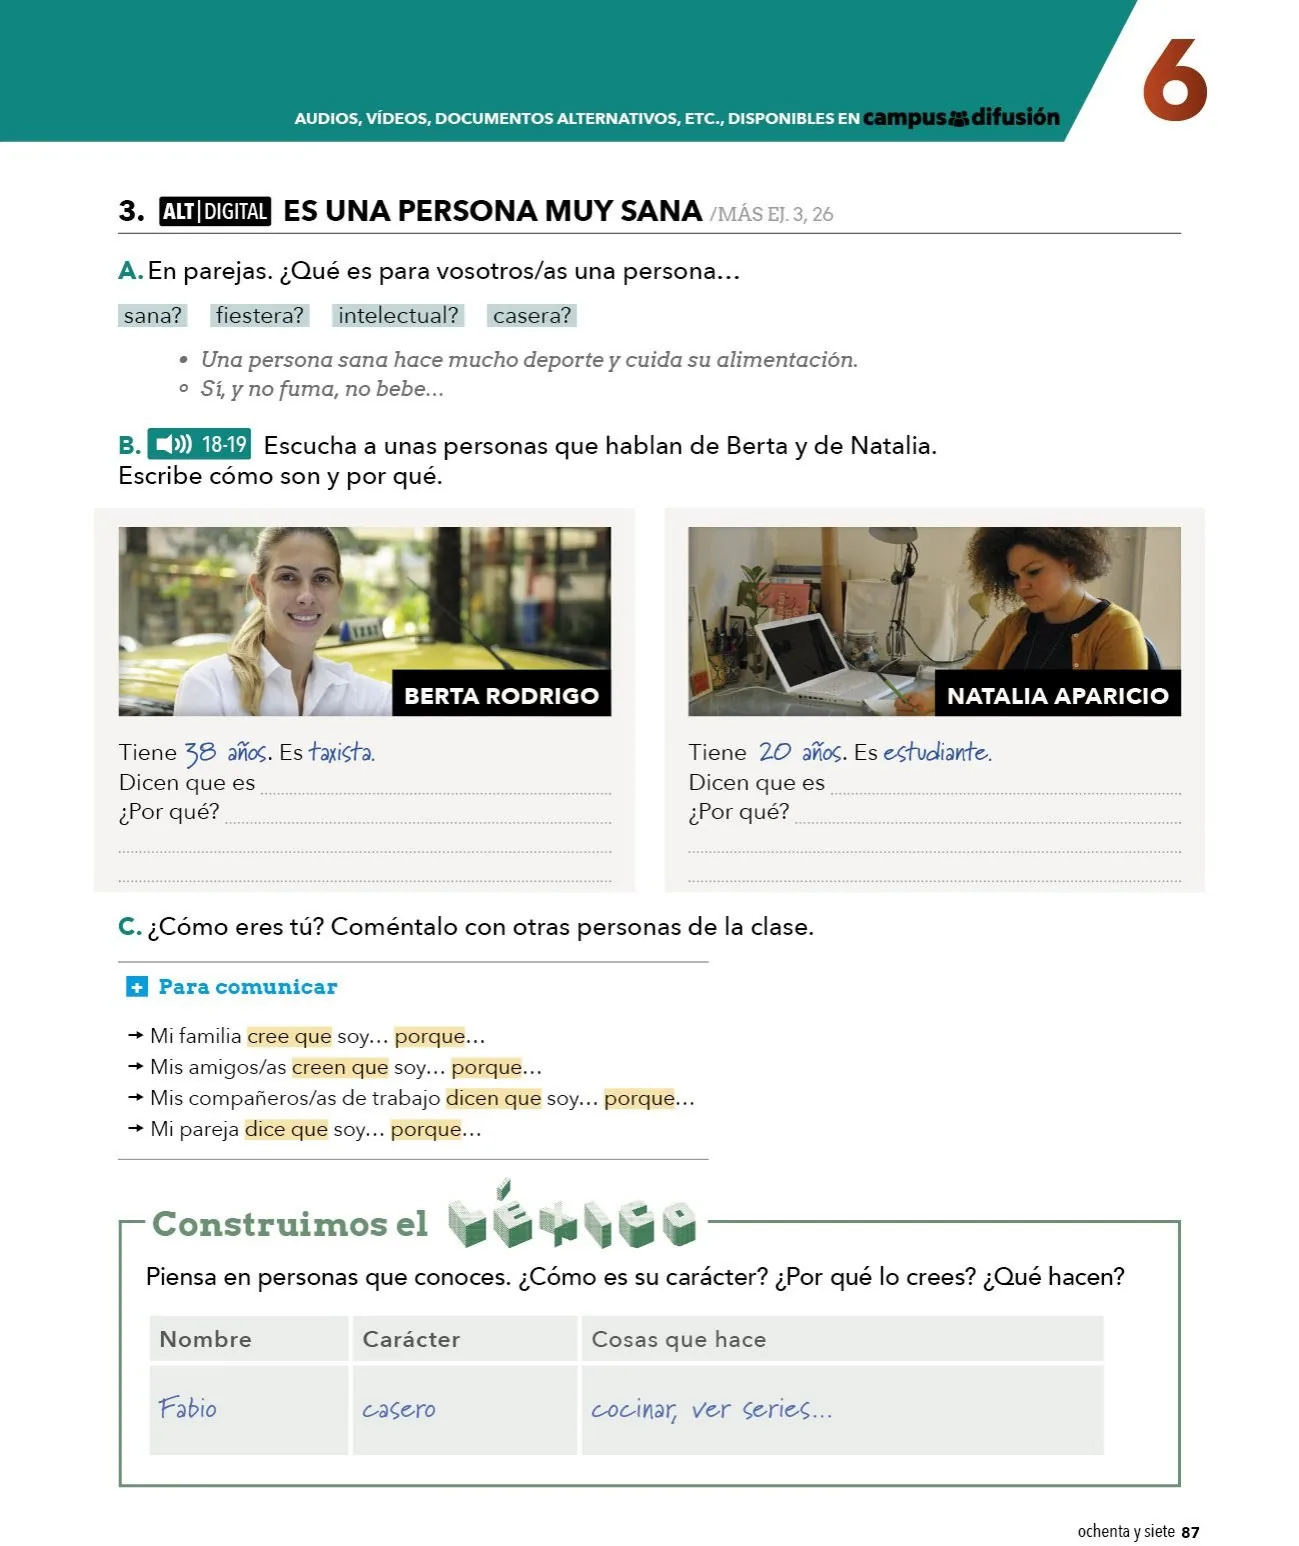 6
AUDIOS, VÍDEOS, DOCUMENTOS ALTERNATIVOS, ETC., DISPONIBLES EN campus difusión
3. ALT|DIGITAL ES UNA PERSONA MUY SANA /MÁS EJ. 3, 26
A. En parejas. ¿Qué es para vosotros/as una persona...
sana? fiestera? intelectual? casera?
• Una persona sana hace mucho deporte y cuida su alimentación.
○ Sí, y no fuma, no bebe...
B. 18-19 Escucha a unas personas que hablan de Berta y de Natalia.
Escribe cómo son y por qué.
TAXI
BERTA RODRIGO
Tiene 38 años. Es taxista.
Dicen que es
¿Por qué?
NATALIA APARICIO
Tiene 20 años. Es estudiante.
Dicen que es
¿Por qué?
C. ¿Cómo eres tú? Coméntalo con otras personas de la clase.
+ Para comunicar
→ Mi familia cree que soy... porque...
→ Mis amigos/as creen que soy... porque...
→ Mis compañeros/as de trabajo dicen que soy... porque...
→ Mi pareja dice que soy... porque...
Construimos el LÉXICO
Piensa en personas que conoces. ¿Cómo es su carácter? ¿Por qué lo crees? ¿Qué hacen?
Nombre Carácter Cosas que hace
Fabio casero cocinar, ver series...
ochenta y siete 87